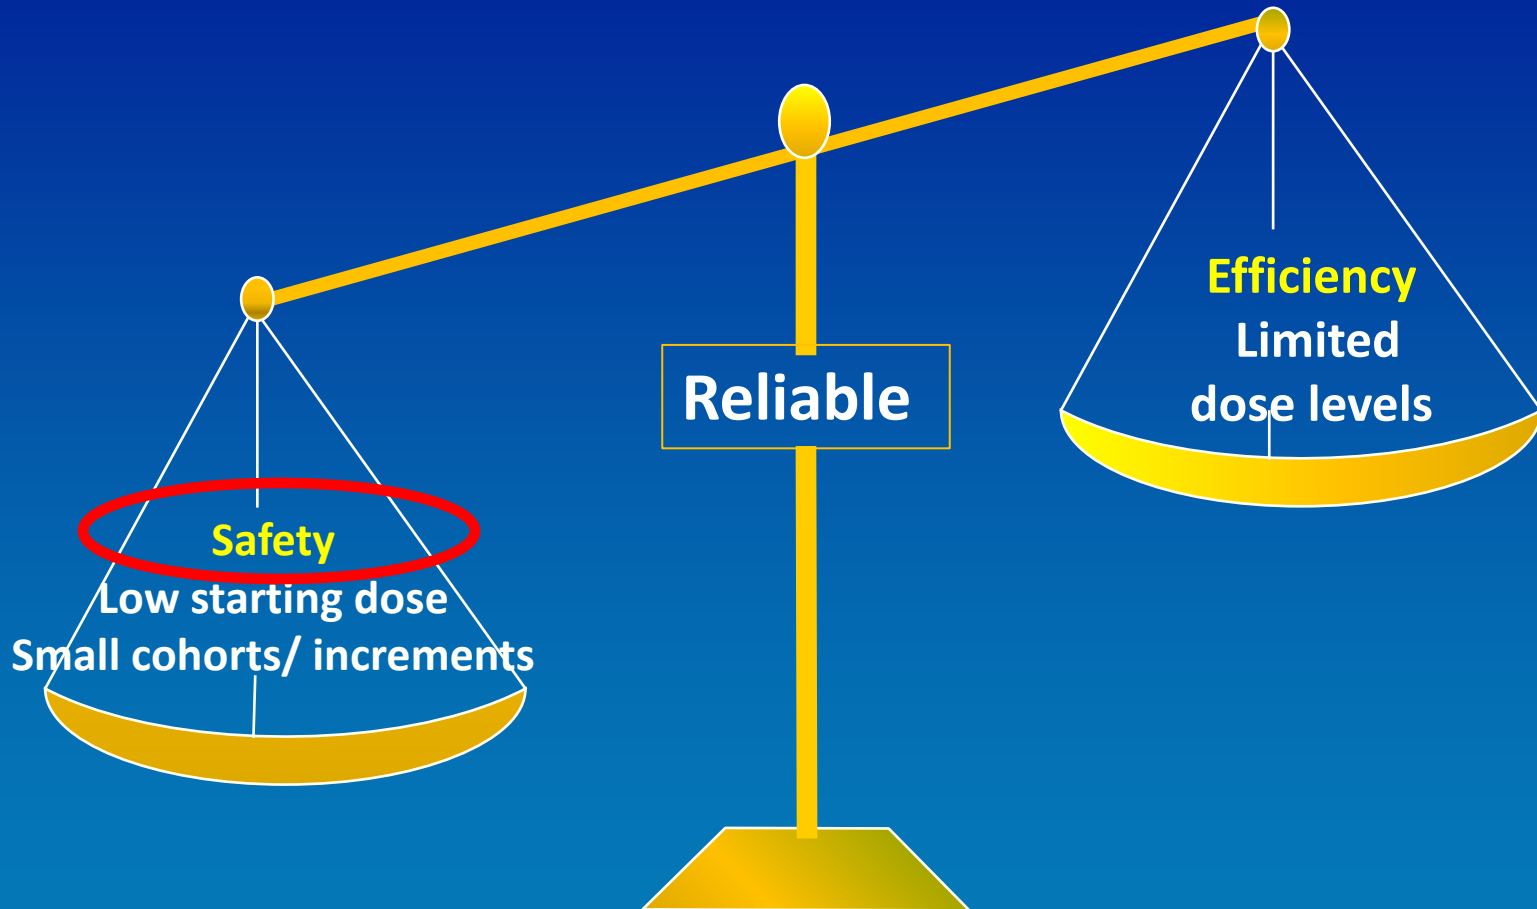 Efficiency
Limited
dose levels
Reliable
Safety
Low starting dose
Small cohorts/ increments